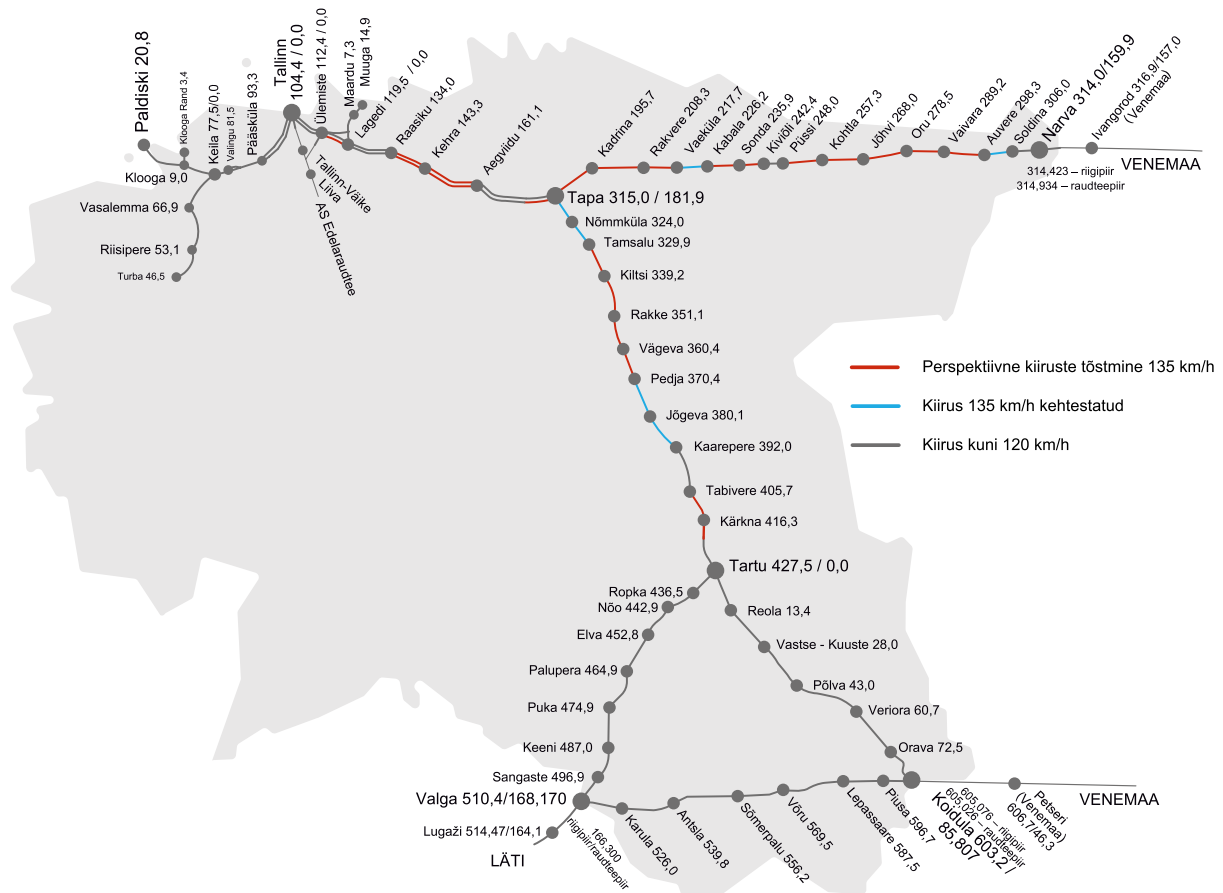 Paldiski 20,8
Klooga Rand 3,4
Klooga 9,0
Keila 77,5/0,0
Valingu 81,5
Pääsküla 93,3
Tallinn
104,4 / 0,0
Ülemiste 112,4 / 0,0
Maardu 7,3
Muuga 14,9
Lagedi 119,5 / 0,0
Raasiku 134,0
Kehra 143,3
Aegviidu 161,1
Tallinn-Väike
Liiva
AS Edelaraudtee
Vasalemma 66,9
Riisipere 53,1
Turba 46,5
Kadrina 195,7
Rakvere 208,3
Vaeküla 217,7
Kabala 226,2
Sonda 235,9
Kiviõli 242,4
Püssi 248,0
Kohtla 257,3
Jõhvi 268,0
Oru 278,5
Vaivara 289,2
Auvere 298,3
Soldina 306,0
Narva 314,0/159,9
Ivangorod 316,9/157,0
(Venemaa)
VENEMAA
314,423 – riigipiir
314,934 – raudteepiir
Tapa 315,0 / 181,9
Nõmmküla 324,0
Tamsalu 329,9
Kiltsi 339,2
Rakke 351,1
Vägeva 360,4
Pedja 370,4
Jõgeva 380,1
Kaarepere 392,0
Tabivere 405,7
Kärkna 416,3
Perspektiivne kiiruste tõstmine 135 km/h
Kiirus 135 km/h kehtestatud
Kiirus kuni 120 km/h
Tartu 427,5 / 0,0
Ropka 436,5
Nõo 442,9
Elva 452,8
Palupera 464,9
Puka 474,9
Keeni 487,0
Sangaste 496,9
Valga 510,4/168,170
Lugaži 514,47/164,1
LÄTI
166,300
riigipiir/raudteepiir
Reola 13,4
Vastse - Kuuste 28,0
Põlva 43,0
Veriora 60,7
Orava 72,5
Karula 526,0
Antsla 539,8
Sõmerpalu 556,2
Võru 569,5
Lepassaare 587,5
Piusa 596,7
Koidula 603,2 /
85,807
605,026 – raudteepiir
605,076 – riigipiir
Petseri
(Venemaa)
606,7/46,3
VENEMAA